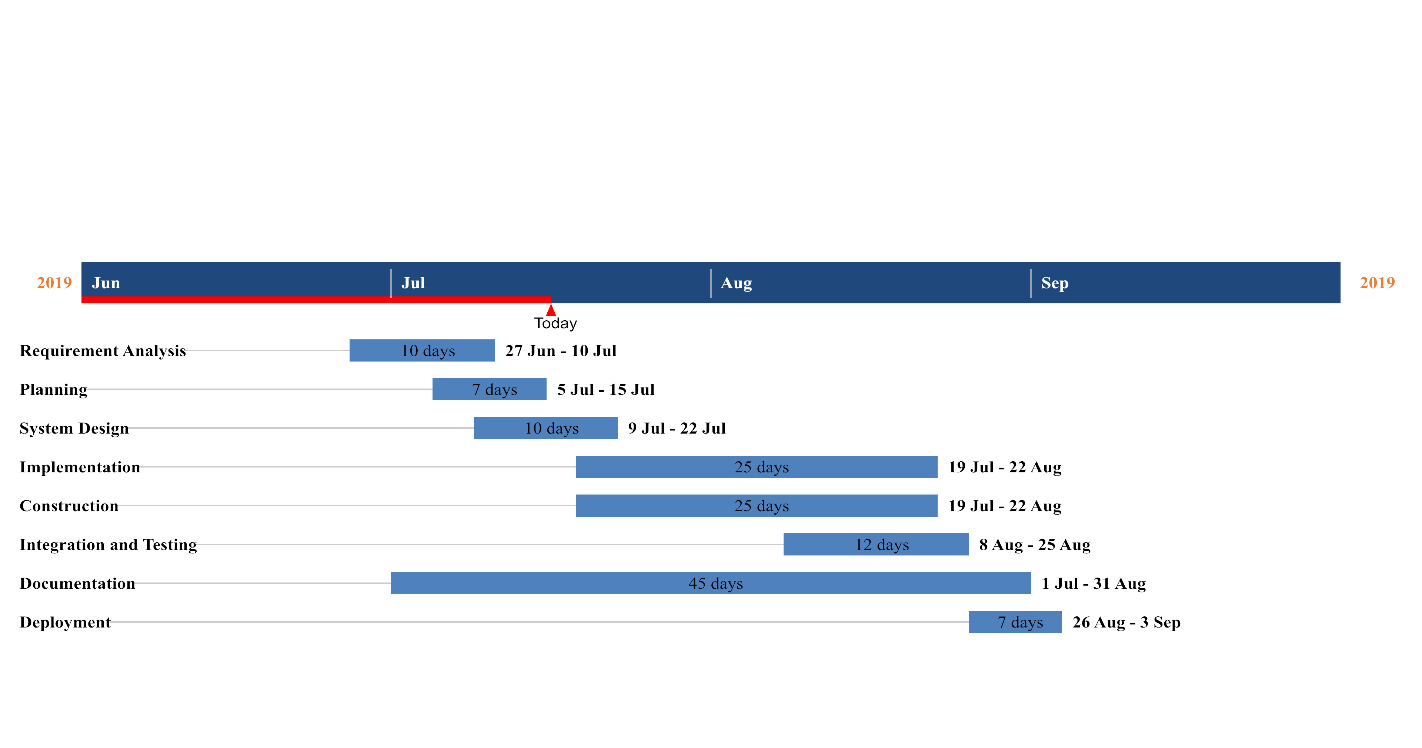 2019 Jun Jul Aug Sep 2019
Today
Requirement Analysis 10 days 27 Jun - 10 Jul
Planning 7 days 5 Jul - 15 Jul
System Design 10 days 9 Jul - 22 Jul
Implementation 25 days 19 Jul - 22 Aug
Construction 25 days 19 Jul - 22 Aug
Integration and Testing 12 days 8 Aug - 25 Aug
Documentation 45 days 1 Jul - 31 Aug
Deployment 7 days 26 Aug - 3 Sep